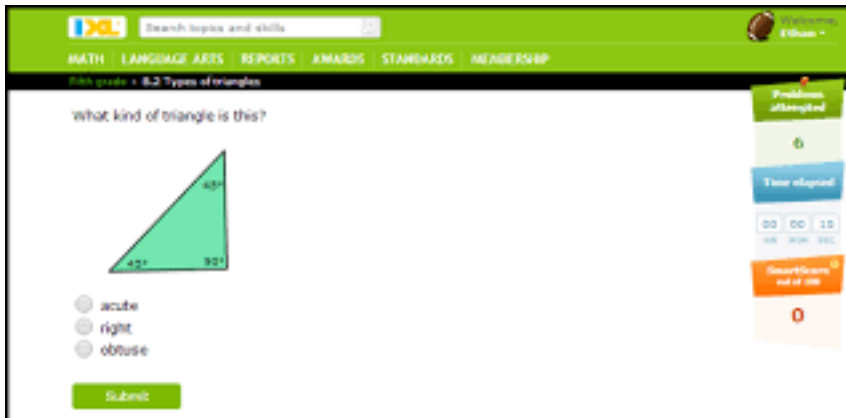 IXL Search topics and skills
Welcome, Ethan
MATH LANGUAGE ARTS REPORTS AWARDS STANDARDS MEMBERSHIP
Fifth grade > B.2 Types of triangles
Problems attempted
6
Time elapsed
00 00 15
HR MIN SEC
SmartScore
out of 100
0
What kind of triangle is this?
45°
45° 90°
acute
right
obtuse
Submit